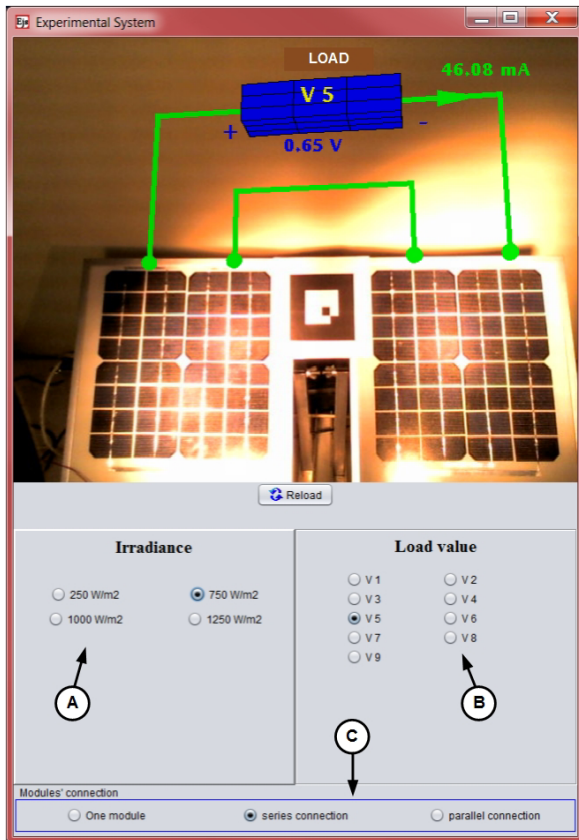 Ejs Experimental System
LOAD
46.08 mA
V 5
+ -
0.65 V
Reload
Irradiance
250 W/m2 750 W/m2
1000 W/m2 1250 W/m2
A
Load value
V 1 V 2
V 3 V 4
V 5 V 6
V 7 V 8
V 9
B
C
Modules' connection
One module series connection parallel connection